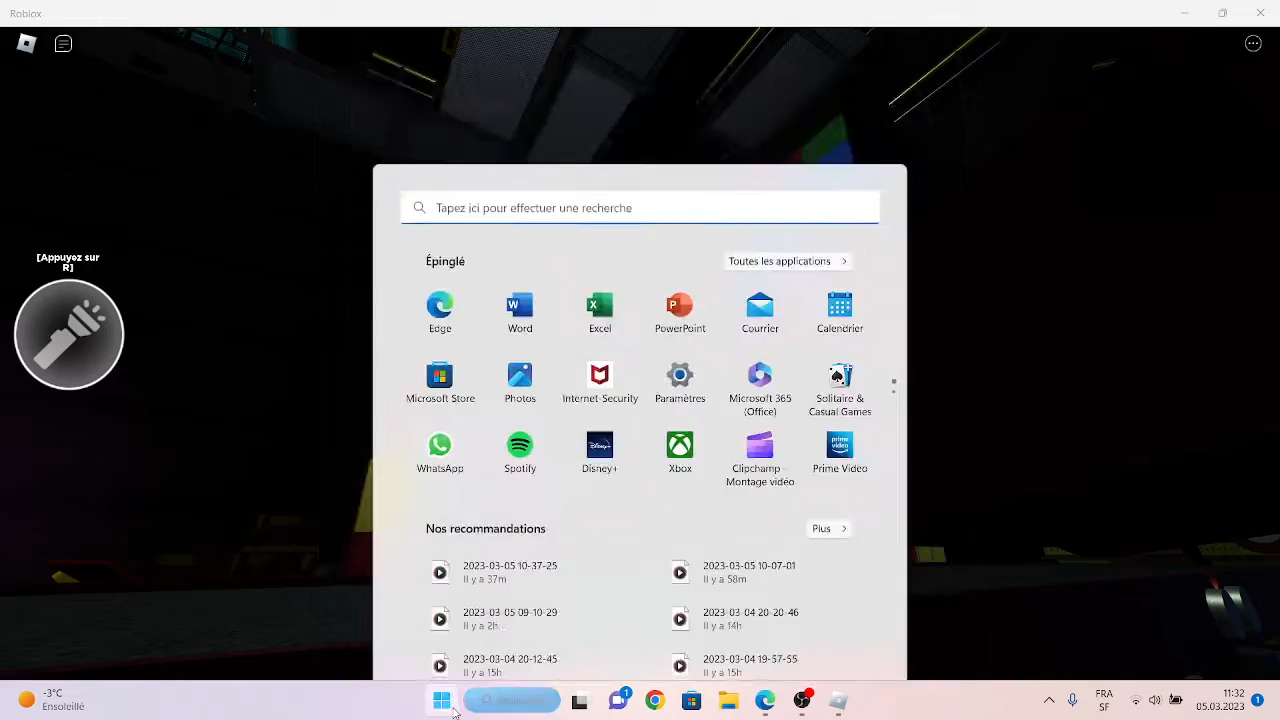 Roblox
[Appuyez sur
R]
Tapez ici pour effectuer une recherche
Épinglé
Toutes les applications
Edge
Word
Excel
PowerPoint
Courrier
Calendrier
Microsoft Store
Photos
Internet Security
Paramètres
Microsoft 365
(Office)
Solitaire &
Casual Games
WhatsApp
Spotify
Disney+
Xbox
Clipchamp –
Montage vidéo
Prime Video
Nos recommandations
Plus
2023-03-05 10-37-25
Il y a 37m
2023-03-05 10-07-01
Il y a 58m
2023-03-05 09-10-29
Il y a 2h
2023-03-04 20-20-46
Il y a 14h
2023-03-04 20-12-45
Il y a 15h
2023-03-04 19-57-55
Il y a 15h
-3°C
Ensoleillé
1
FRA
SF
11:32
05.03.2023
1